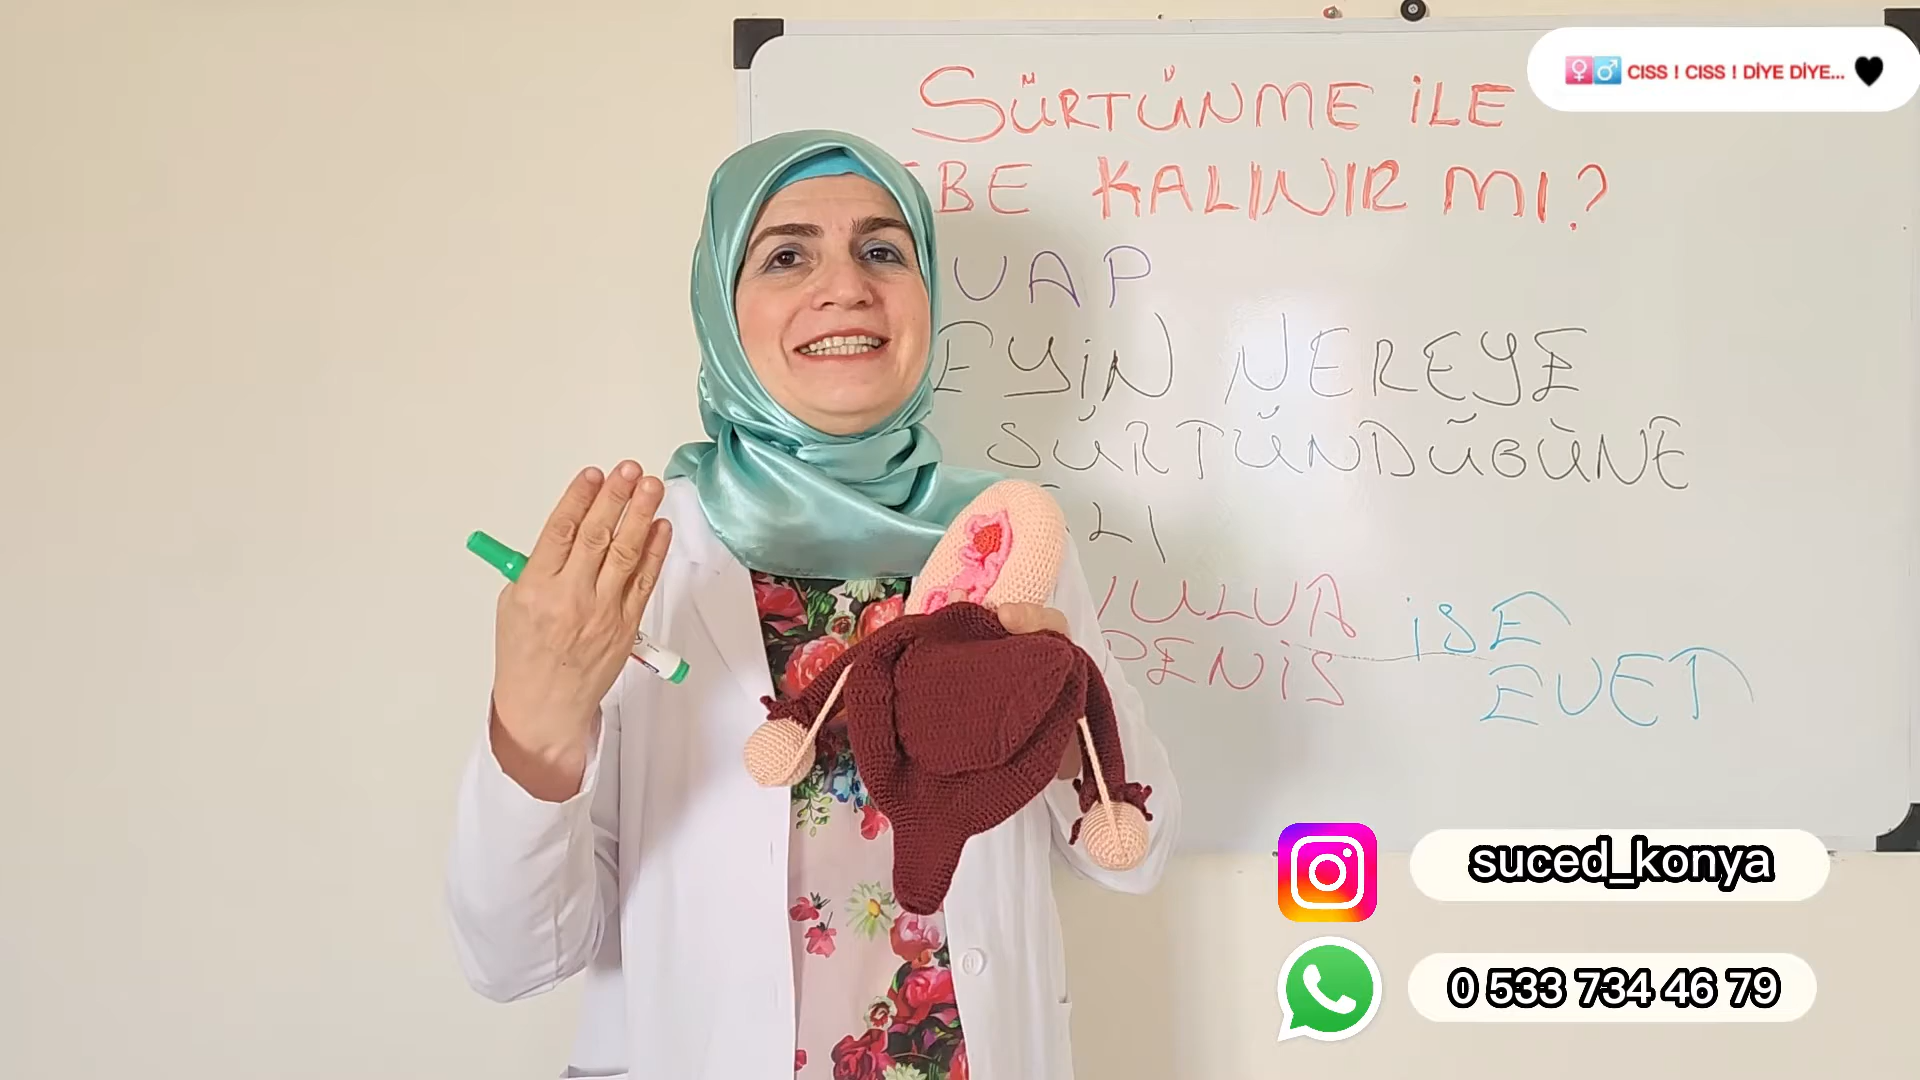 CISS ! CISS ! DİYE DİYE...
SÜRTÜNME İLE
BE KALINIR MI?
UAP
EYİN NEREYE
SÜRTÜNDÜĞÜNE
LI
VULVA İSE
PENİS EVET
suced_konya
0 533 734 46 79